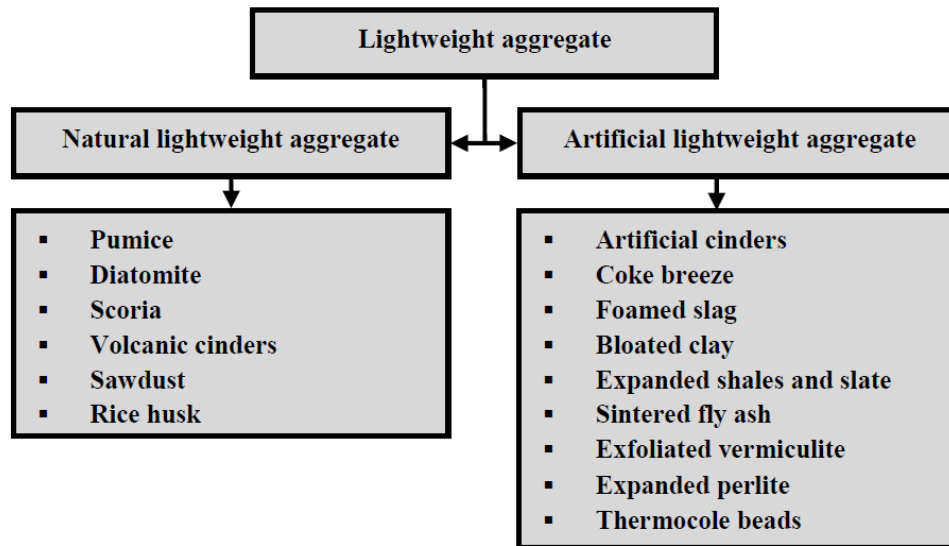 Lightweight aggregate
Natural lightweight aggregate
Artificial lightweight aggregate
▪ Pumice
▪ Diatomite
▪ Scoria
▪ Volcanic cinders
▪ Sawdust
▪ Rice husk
▪ Artificial cinders
▪ Coke breeze
▪ Foamed slag
▪ Bloated clay
▪ Expanded shales and slate
▪ Sintered fly ash
▪ Exfoliated vermiculite
▪ Expanded perlite
▪ Thermocole beads